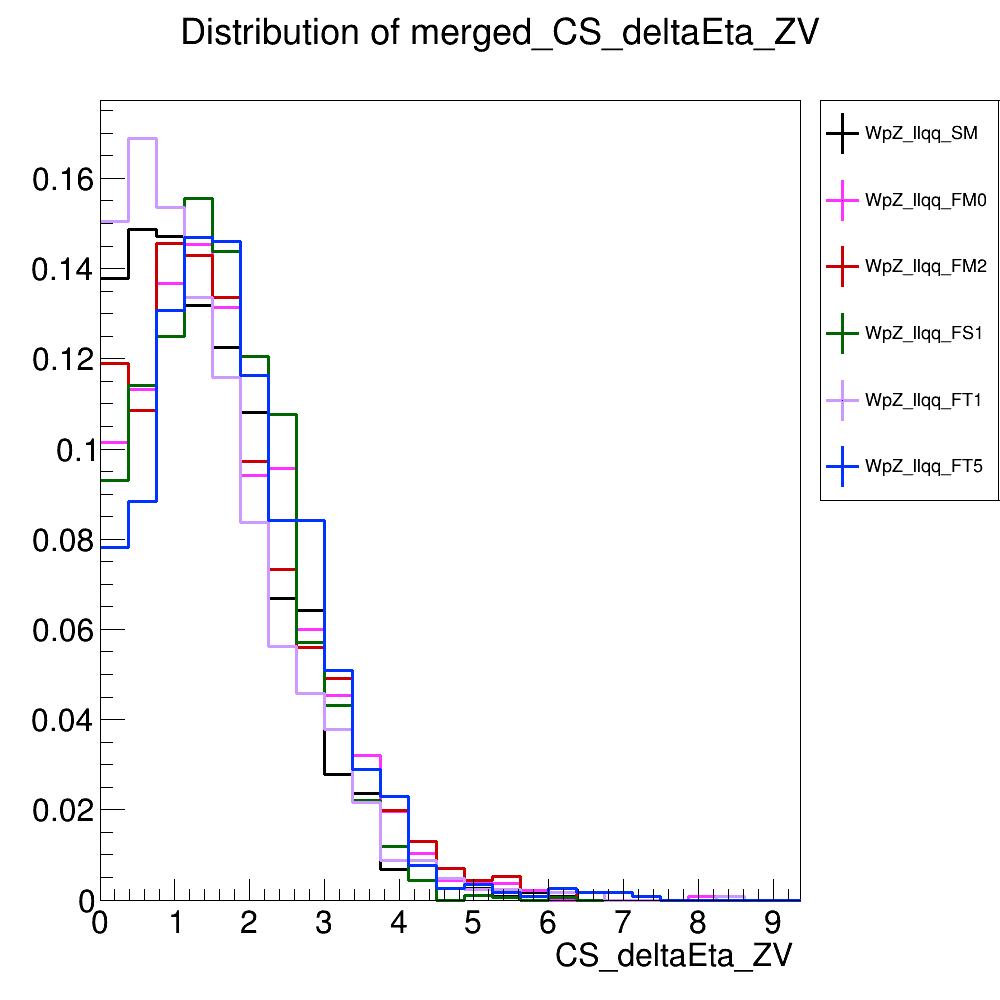 Distribution of merged_CS_deltaEta_ZV
0.16
0.14
0.12
0.1
0.08
0.06
0.04
0.02
0
0 1 2 3 4 5 6 7 8 9
CS_deltaEta_ZV
WpZ_llqq_SM
WpZ_llqq_FM0
WpZ_llqq_FM2
WpZ_llqq_FS1
WpZ_llqq_FT1
WpZ_llqq_FT5